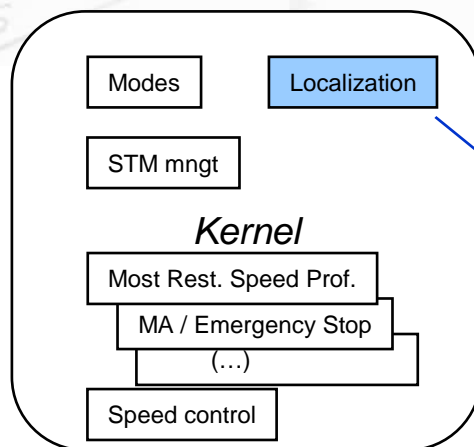 Modes
Localization
STM mngt
Kernel
Most Rest. Speed Prof.
MA / Emergency Stop
(…)
Speed control